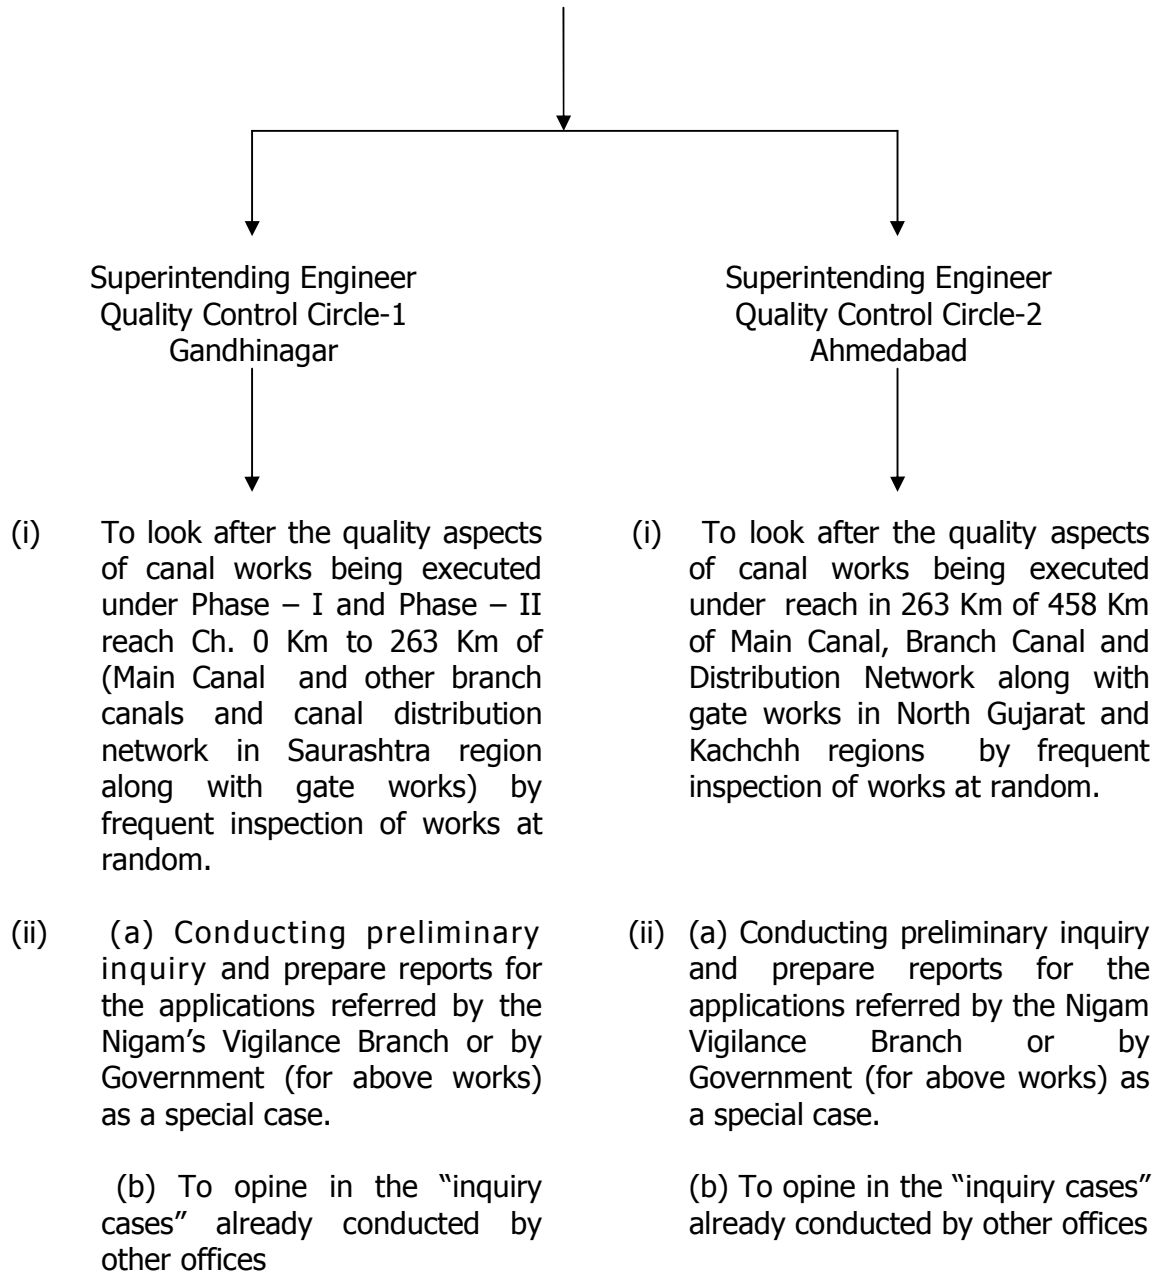 Superintending Engineer
Quality Control Circle-1
Gandhinagar
(i) To look after the quality aspects
of canal works being executed
under Phase – I and Phase – II
reach Ch. 0 Km to 263 Km of
(Main Canal and other branch
canals and canal distribution
network in Saurashtra region
along with gate works) by
frequent inspection of works at
random.
(ii) (a) Conducting preliminary
inquiry and prepare reports for
the applications referred by the
Nigam’s Vigilance Branch or by
Government (for above works)
as a special case.
(b) To opine in the “inquiry
cases” already conducted by
other offices
Superintending Engineer
Quality Control Circle-2
Ahmedabad
(i) To look after the quality aspects
of canal works being executed
under reach in 263 Km of 458 Km
of Main Canal, Branch Canal and
Distribution Network along with
gate works in North Gujarat and
Kachchh regions by frequent
inspection of works at random.
(ii) (a) Conducting preliminary inquiry
and prepare reports for the
applications referred by the Nigam
Vigilance Branch or by
Government (for above works) as
a special case.
(b) To opine in the “inquiry cases”
already conducted by other offices